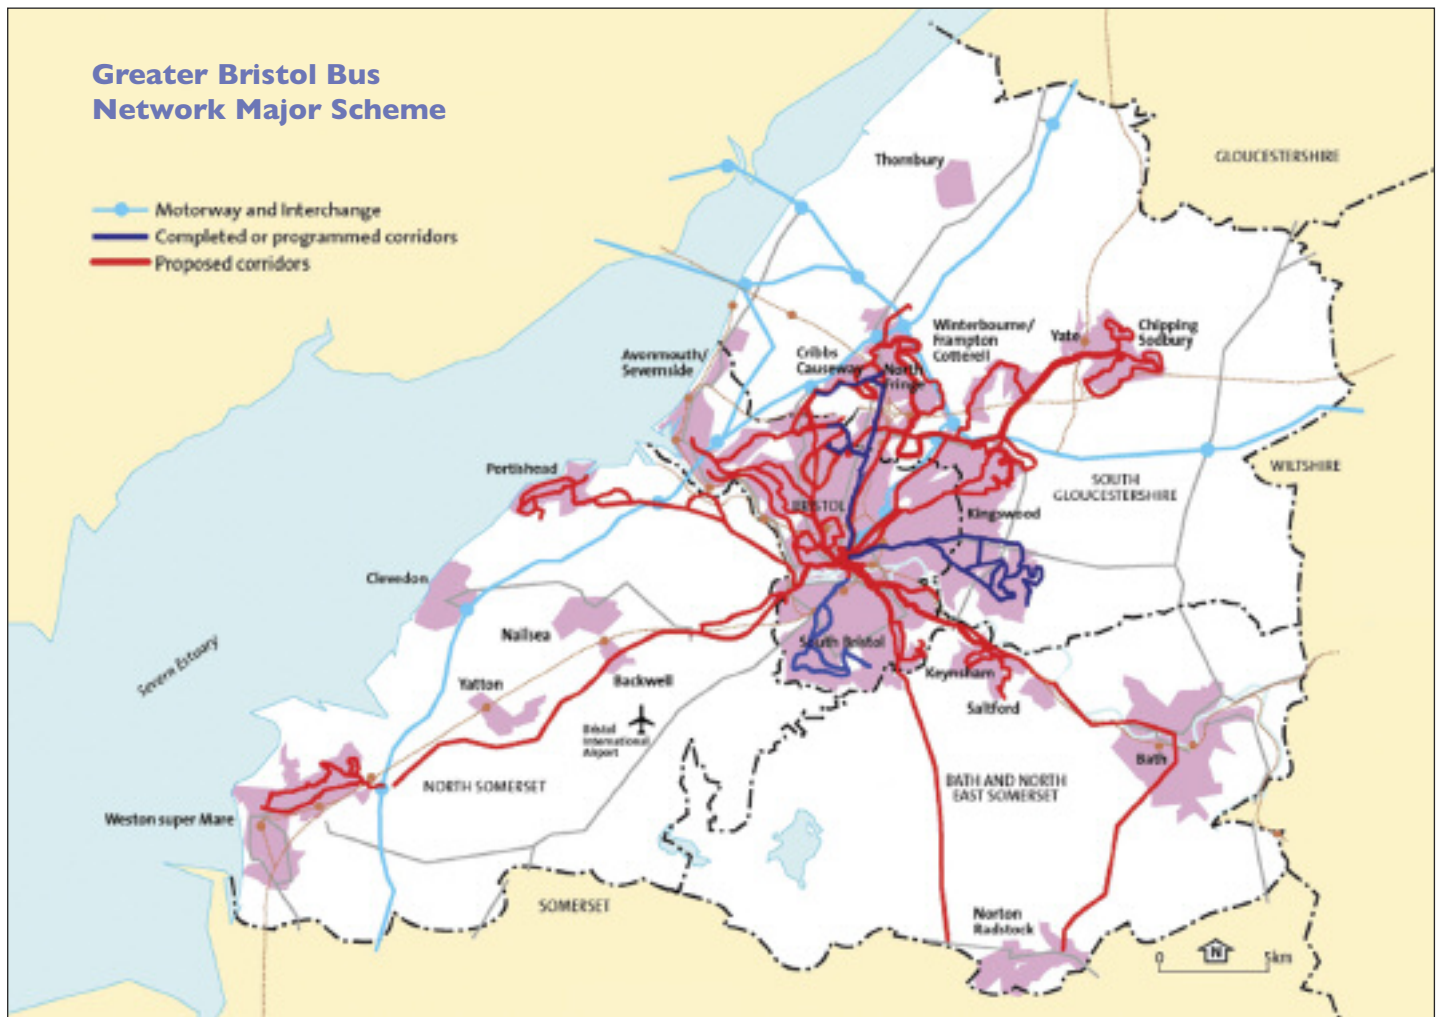 Greater Bristol Bus
Network Major Scheme
Motorway and Interchange
Completed or programmed corridors
Proposed corridors
Thornbury
GLOUCESTERSHIRE
Winterbourne/
Frampton
Cotterell
Yate
Chipping
Sodbury
Avonmouth/
Severnside
Cribbs
Causeway
North
Fringe
Portishead
WILTSHIRE
SOUTH
GLOUCESTERSHIRE
BRISTOL
Kingswood
Clevedon
Nailsea
South Bristol
Severn Estuary
Backwell
Keynsham
Yatton
Saltford
Bristol
International
Airport
Bath
NORTH SOMERSET
BATH AND NORTH
EAST SOMERSET
Weston super Mare
SOMERSET
Norton
Radstock
N
0 5km